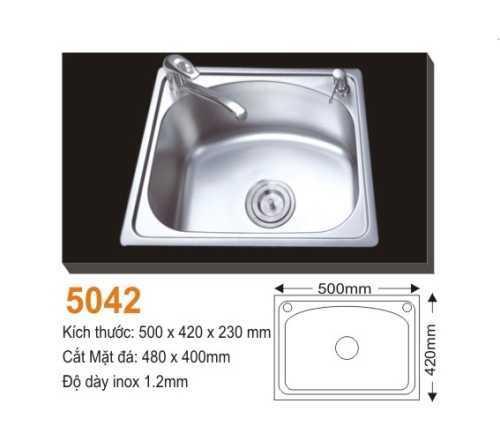 5042
Kích thước: 500 x 420 x 230 mm
Cắt Mặt đá: 480 x 400mm
Độ dày inox 1.2mm
500mm
420mm